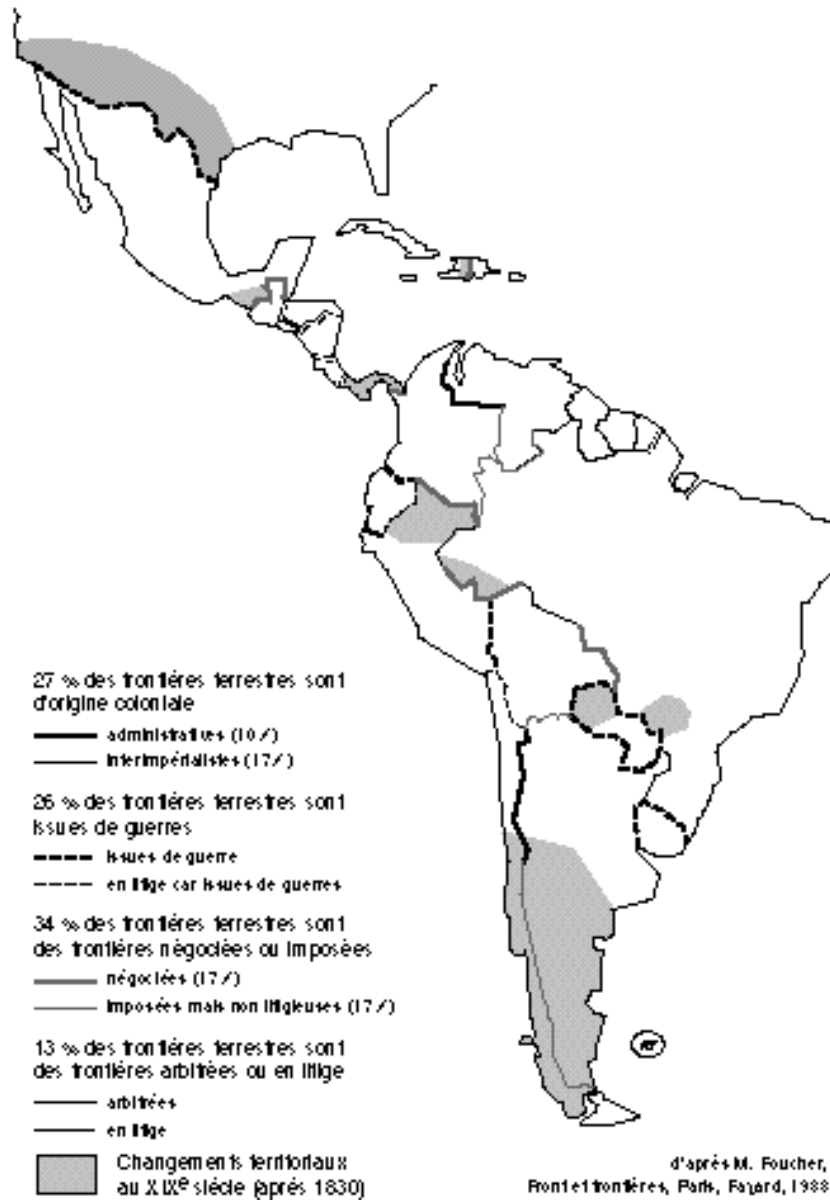 27 % des frontières terrestres sont
d'origine coloniale
administratives (10%)
interimpérialistes (17%)
26 % des frontières terrestres sont
issues de guerres
issues de guerre
en litige car issues de guerres
34 % des frontières terrestres sont
des frontières négociées ou imposées
négociées (17%)
imposées mais non litigieuses (17%)
13 % des frontières terrestres sont
des frontières arbitrées ou en litige
arbitrées
en litige
Changements territoriaux
au XIXe siècle (après 1830)
d'après M. Foucher,
Front et frontières, Paris, Fayard, 1988